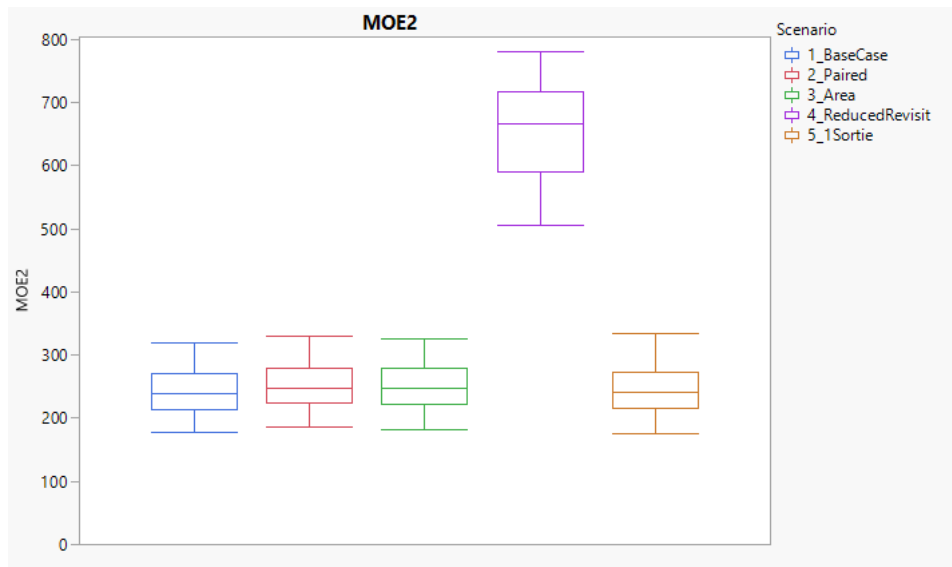 MOE2
Scenario
1_BaseCase
2_Paired
3_Area
4_ReducedRevisit
5_1Sortie
800
700
600
500
400
300
200
100
0
MOE2